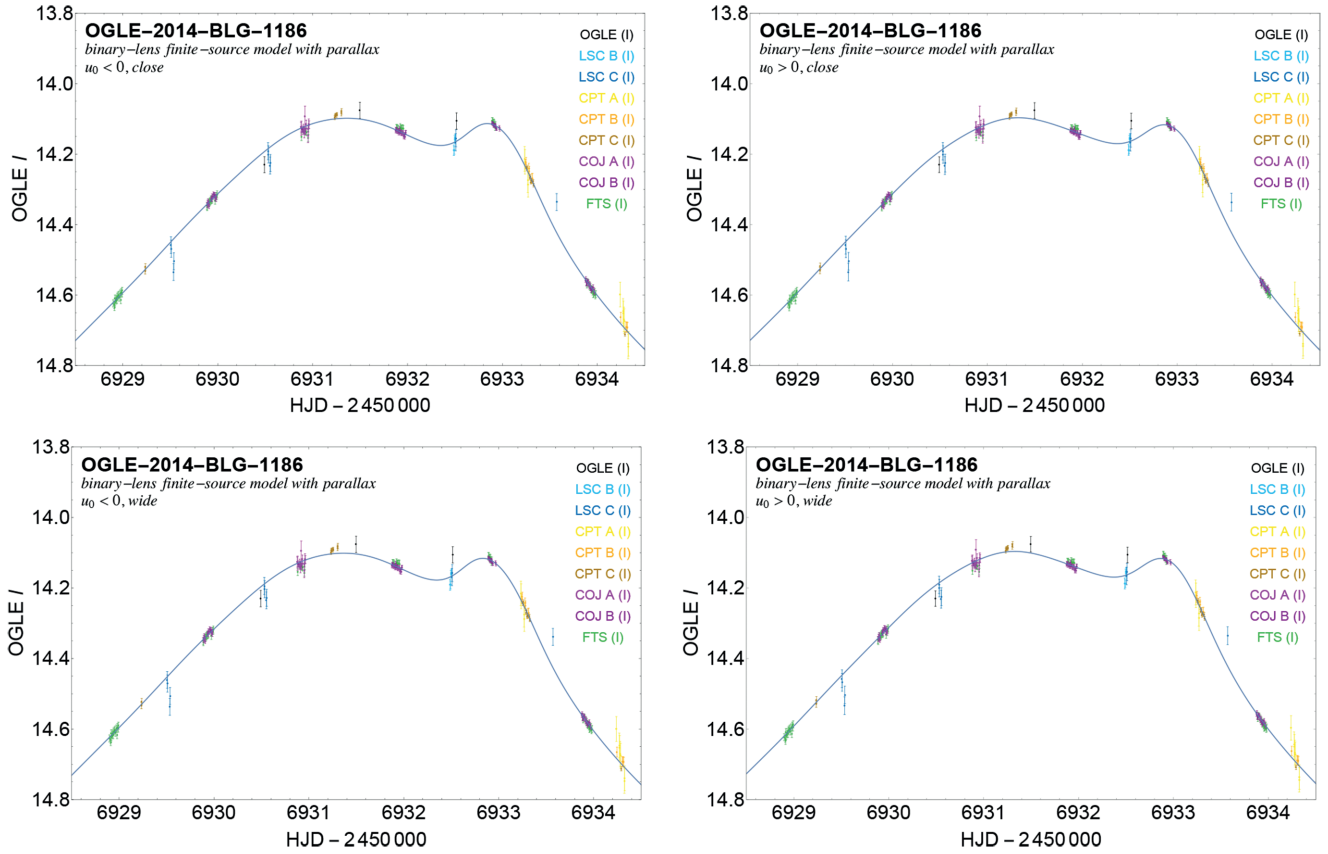 OGLE−2014−BLG−1186
binary−lens finite−source model with parallax
u0 < 0, close
OGLE (I)
LSC B (I)
LSC C (I)
CPT A (I)
CPT B (I)
CPT C (I)
COJ A (I)
COJ B (I)
FTS (I)
OGLE I
13.8
14.0
14.2
14.4
14.6
14.8
6929 6930 6931 6932 6933 6934
HJD − 2 450 000
OGLE−2014−BLG−1186
binary−lens finite−source model with parallax
u0 > 0, close
OGLE (I)
LSC B (I)
LSC C (I)
CPT A (I)
CPT B (I)
CPT C (I)
COJ A (I)
COJ B (I)
FTS (I)
OGLE I
13.8
14.0
14.2
14.4
14.6
14.8
6929 6930 6931 6932 6933 6934
HJD − 2 450 000
OGLE−2014−BLG−1186
binary−lens finite−source model with parallax
u0 < 0, wide
OGLE (I)
LSC B (I)
LSC C (I)
CPT A (I)
CPT B (I)
CPT C (I)
COJ A (I)
COJ B (I)
FTS (I)
OGLE I
13.8
14.0
14.2
14.4
14.6
14.8
6929 6930 6931 6932 6933 6934
HJD − 2 450 000
OGLE−2014−BLG−1186
binary−lens finite−source model with parallax
u0 > 0, wide
OGLE (I)
LSC B (I)
LSC C (I)
CPT A (I)
CPT B (I)
CPT C (I)
COJ A (I)
COJ B (I)
FTS (I)
OGLE I
13.8
14.0
14.2
14.4
14.6
14.8
6929 6930 6931 6932 6933 6934
HJD − 2 450 000